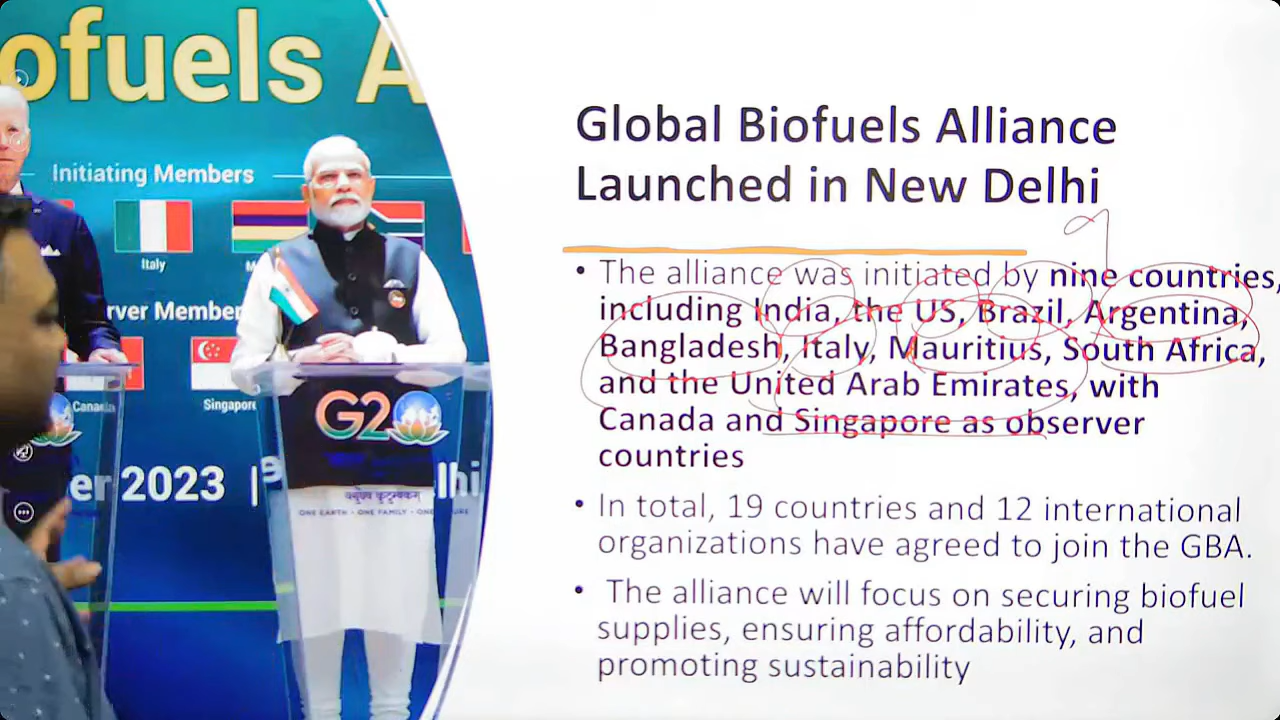 ofuels A
Initiating Members
Italy
M
rver Member
Canada
Singapore
G20
er 2023 |
lhi
वसुधैव कुटुम्बकम्
ONE EARTH · ONE FAMILY · ONE
URE
Global Biofuels Alliance
Launched in New Delhi
9
• The alliance was initiated by nine countries,
including India, the US, Brazil, Argentina,
Bangladesh, Italy, Mauritius, South Africa,
and the United Arab Emirates, with
Canada and Singapore as observer
countries
• In total, 19 countries and 12 international
organizations have agreed to join the GBA.
• The alliance will focus on securing biofuel
supplies, ensuring affordability, and
promoting sustainability